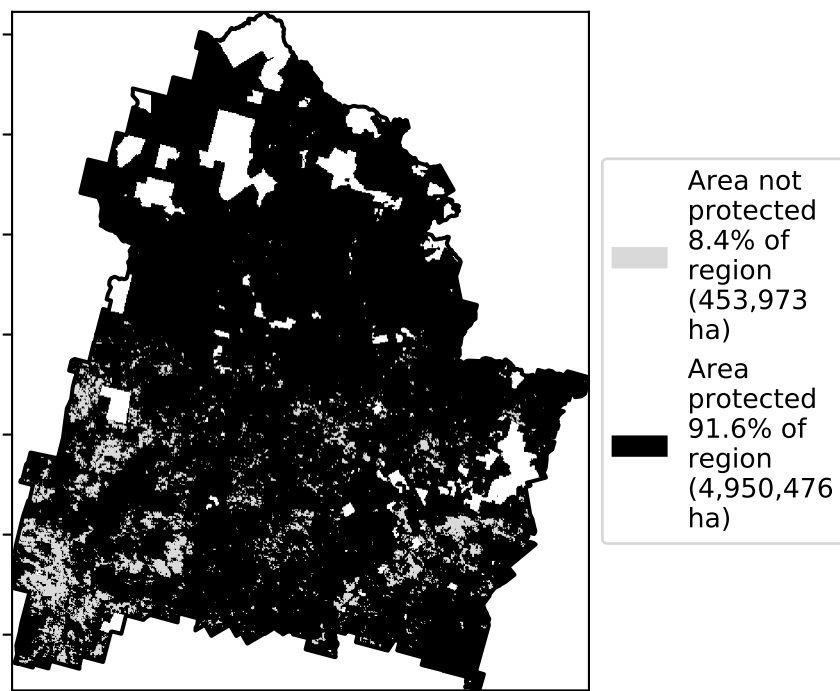 Area not
protected
8.4% of
region
(453,973
ha)
Area
protected
91.6% of
region
(4,950,476
ha)